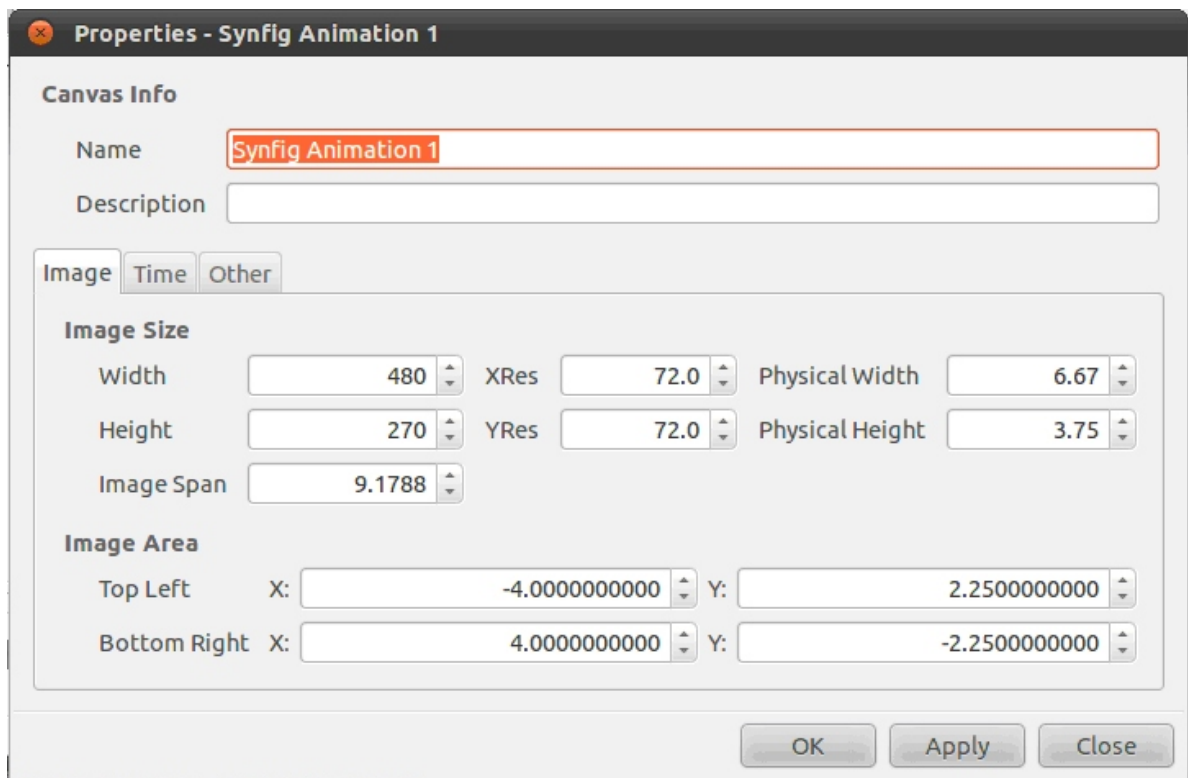 Properties - Synfig Animation 1
Canvas Info
Name Synfig Animation 1
Description
Image Time Other
Image Size
Width 480 XRes 72.0 Physical Width 6.67
Height 270 YRes 72.0 Physical Height 3.75
Image Span 9.1788
Image Area
Top Left X: -4.0000000000 Y: 2.2500000000
Bottom Right X: 4.0000000000 Y: -2.2500000000
OK Apply Close